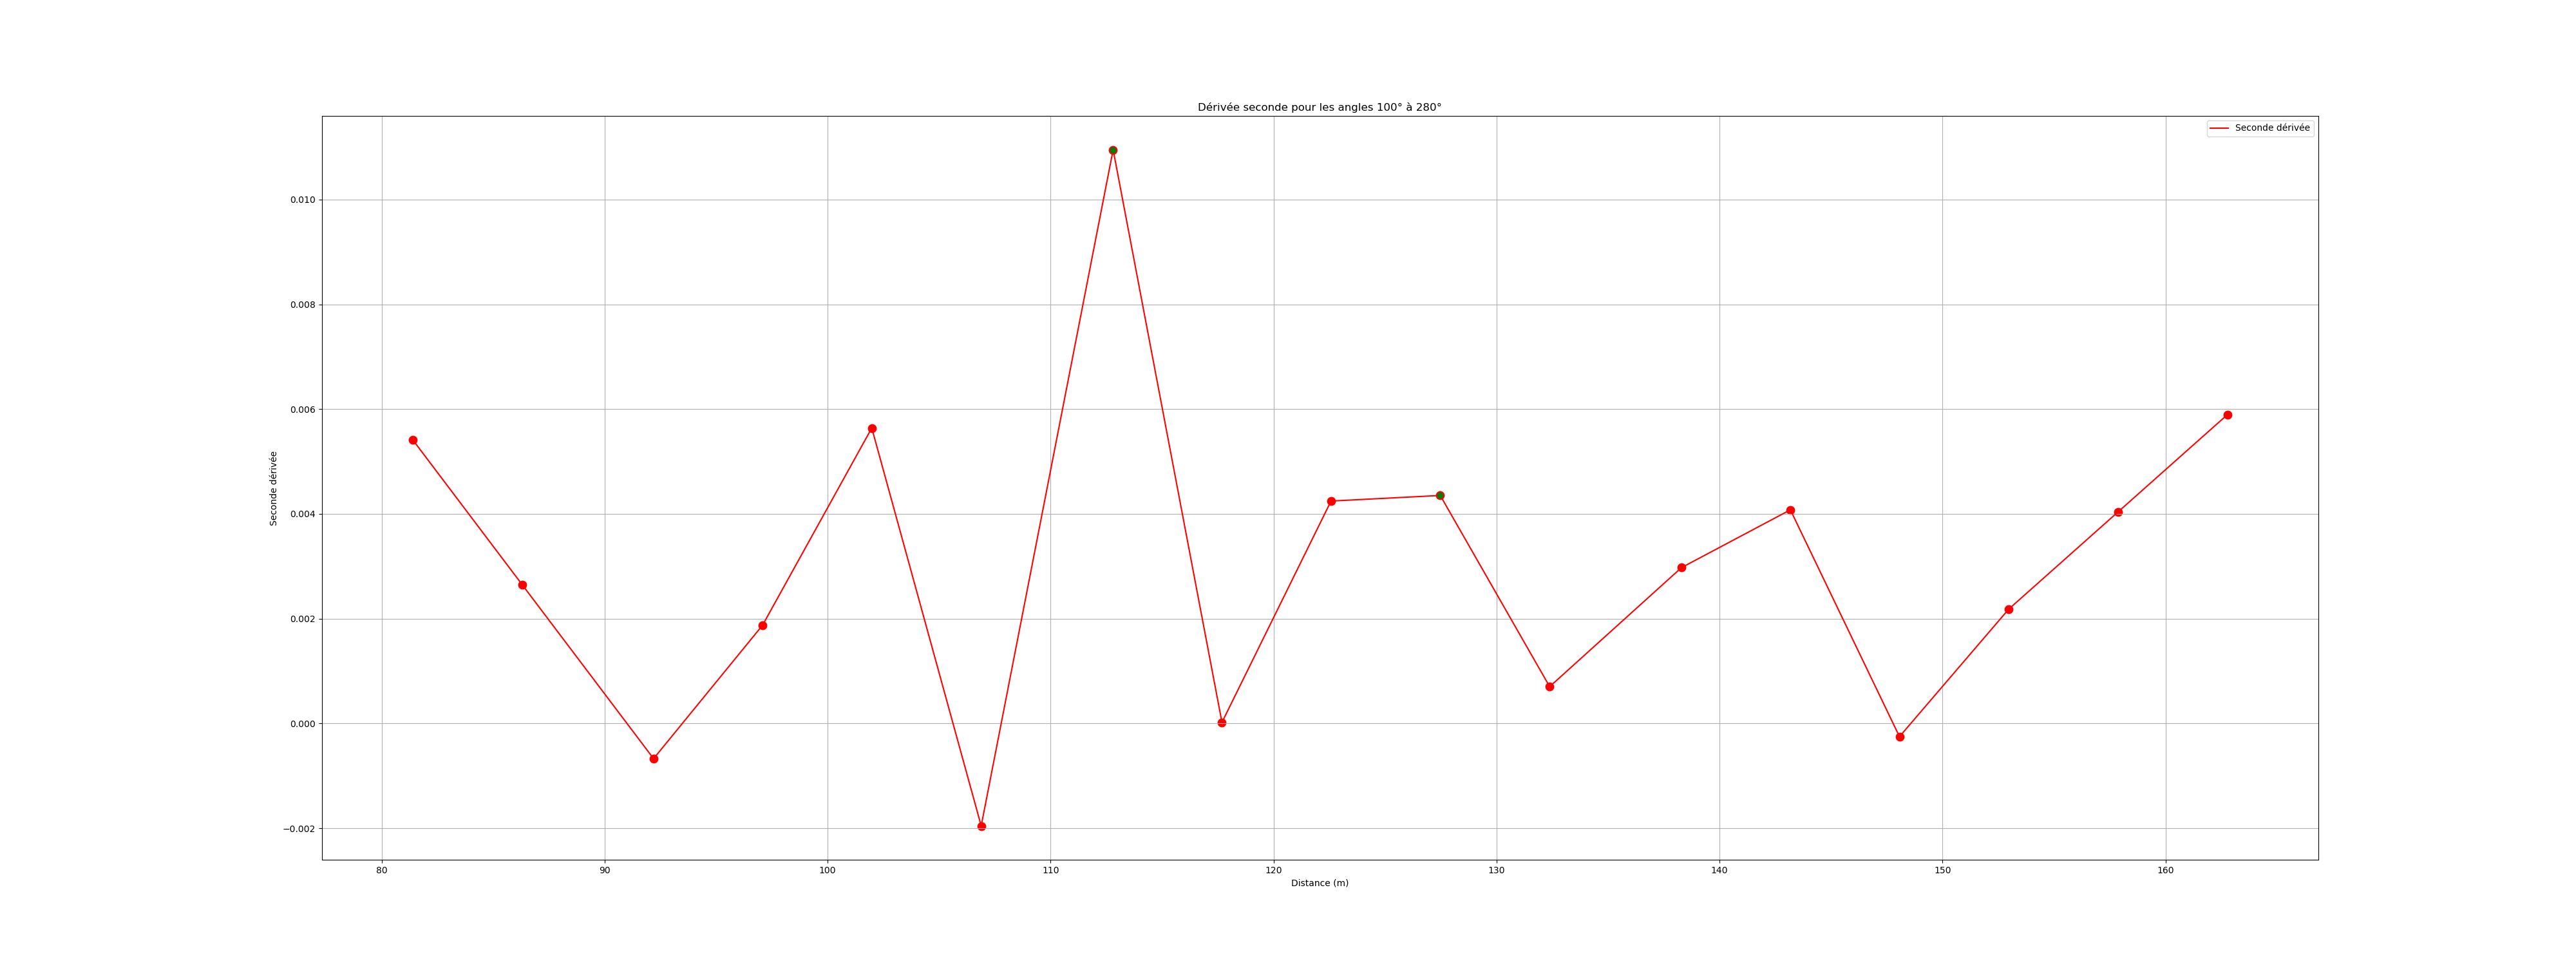 Dérivée seconde pour les angles 100° à 280°
Seconde dérivée
0.010
0.008
0.006
0.004
0.002
0.000
−0.002
Seconde dérivée
80 90 100 110 120 130 140 150 160
Distance (m)